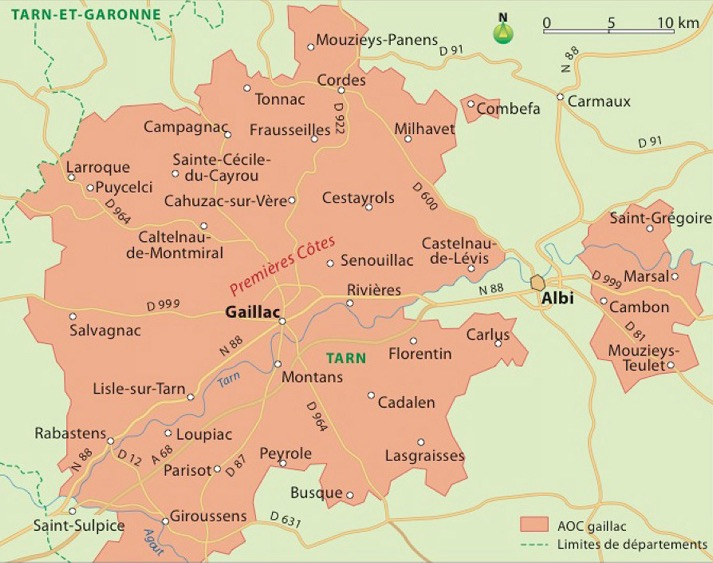 TARN-ET-GARONNE
N
0 5 10 km
Mouzieys-Panens
D 91
N 88
Cordes
Tonnac
Combefa
Carmaux
Campagnac
Frausseilles
D 922
Milhavet
D 91
Larroque
Sainte-Cécile-
du-Cayrou
Puycelci
Cahuzac-sur-Vère
Cestayrols
D 600
D 964
Saint-Grégoire
Caltelnau-
de-Montmiral
Premières Côtes
Senouillac
Castelnau-
de-Lévis
Marsal
D 999
Rivières
N 88
Albi
Cambon
D 999
Gaillac
Salvagnac
D 81
Carlus
N 88
TARN
Florentin
Mouzieys-
Teulet
Tarn
Montans
Lisle-sur-Tarn
Cadalen
D 964
Rabastens
Loupiac
N 88
D 12
A 68
Parisot
D 87
Peyrole
Lasgraisses
Busque
Saint-Sulpice
Giroussens
D 631
Agout
AOC gaillac
Limites de départements